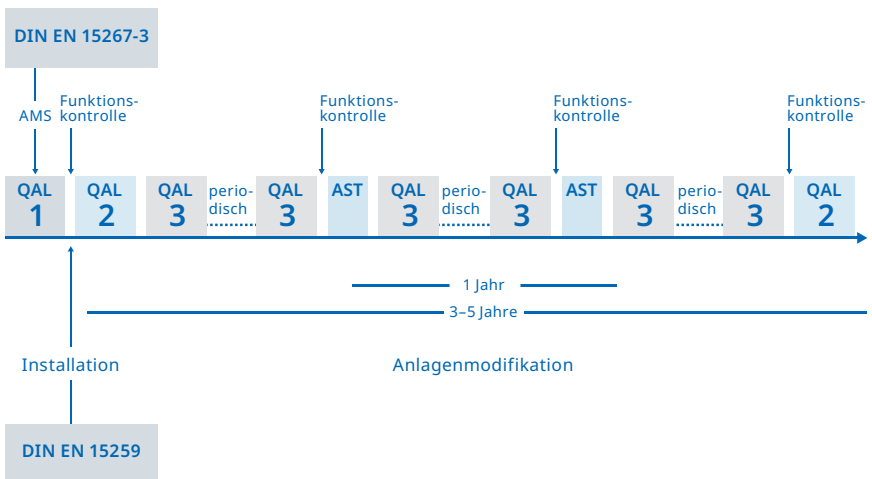 DIN EN 15267-3
AMS
Funktions-
kontrolle
Funktions-
kontrolle
Funktions-
kontrolle
Funktions-
kontrolle
QAL
1
QAL
2
QAL
3
perio-
disch
QAL
3
AST
QAL
3
perio-
disch
QAL
3
AST
QAL
3
perio-
disch
QAL
3
QAL
2
1 Jahr
3–5 Jahre
Installation
Anlagenmodifikation
DIN EN 15259